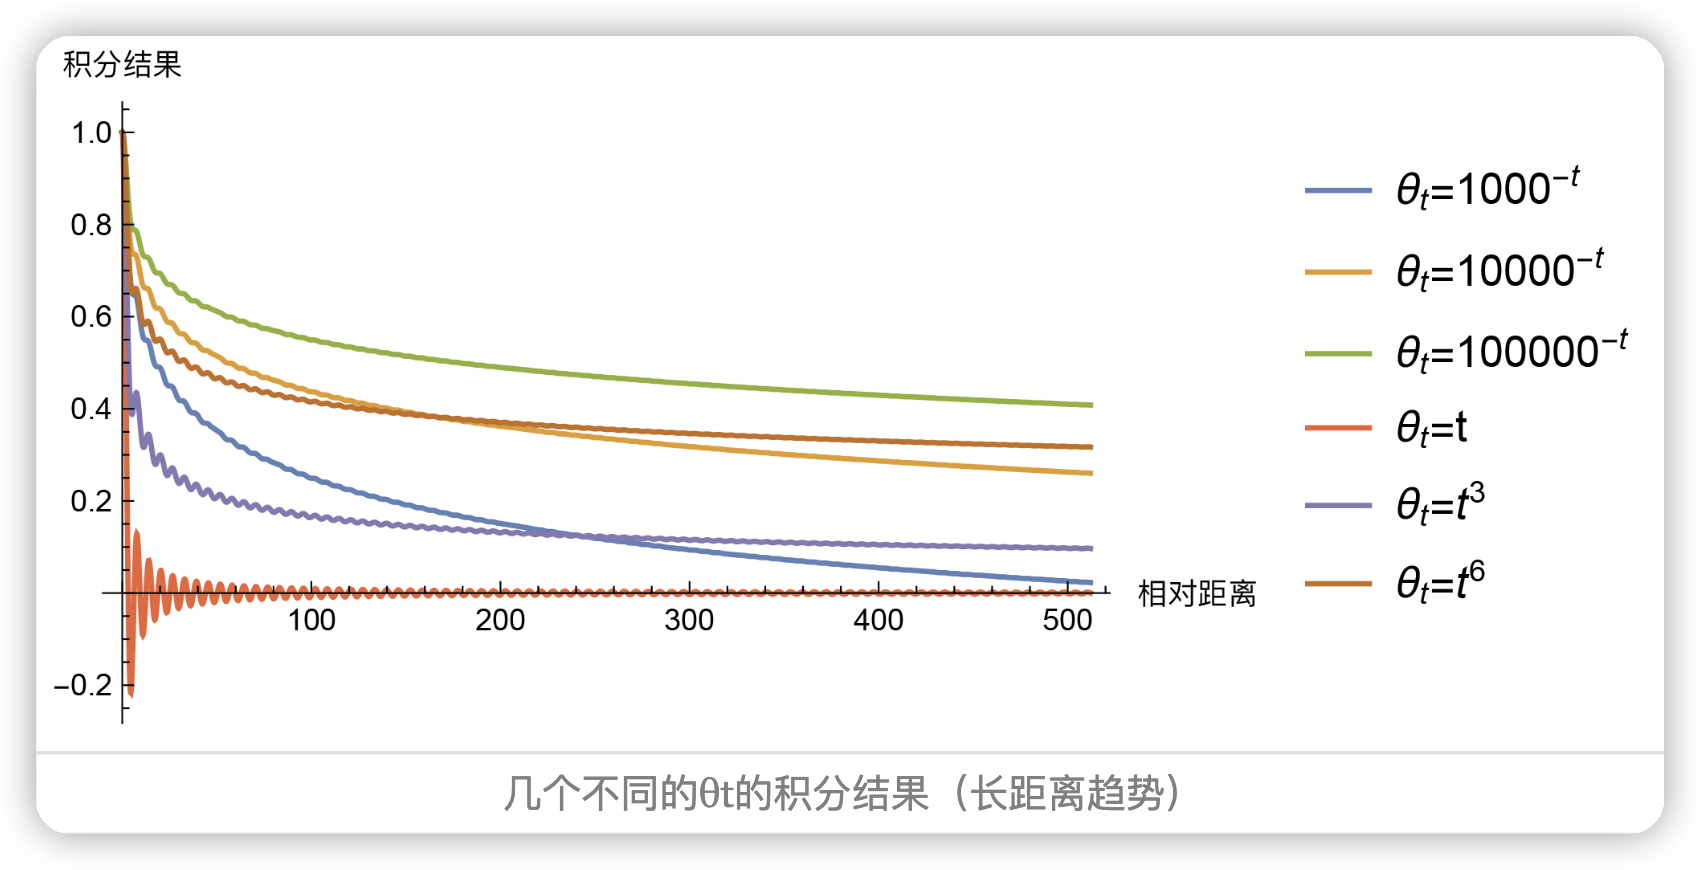 积分结果
1.0
0.8
0.6
0.4
0.2
−0.2
100 200 300 400 500
相对距离
θₜ=1000⁻ᵗ
θₜ=10000⁻ᵗ
θₜ=100000⁻ᵗ
θₜ=t
θₜ=t³
θₜ=t⁶
几个不同的θt的积分结果（长距离趋势）